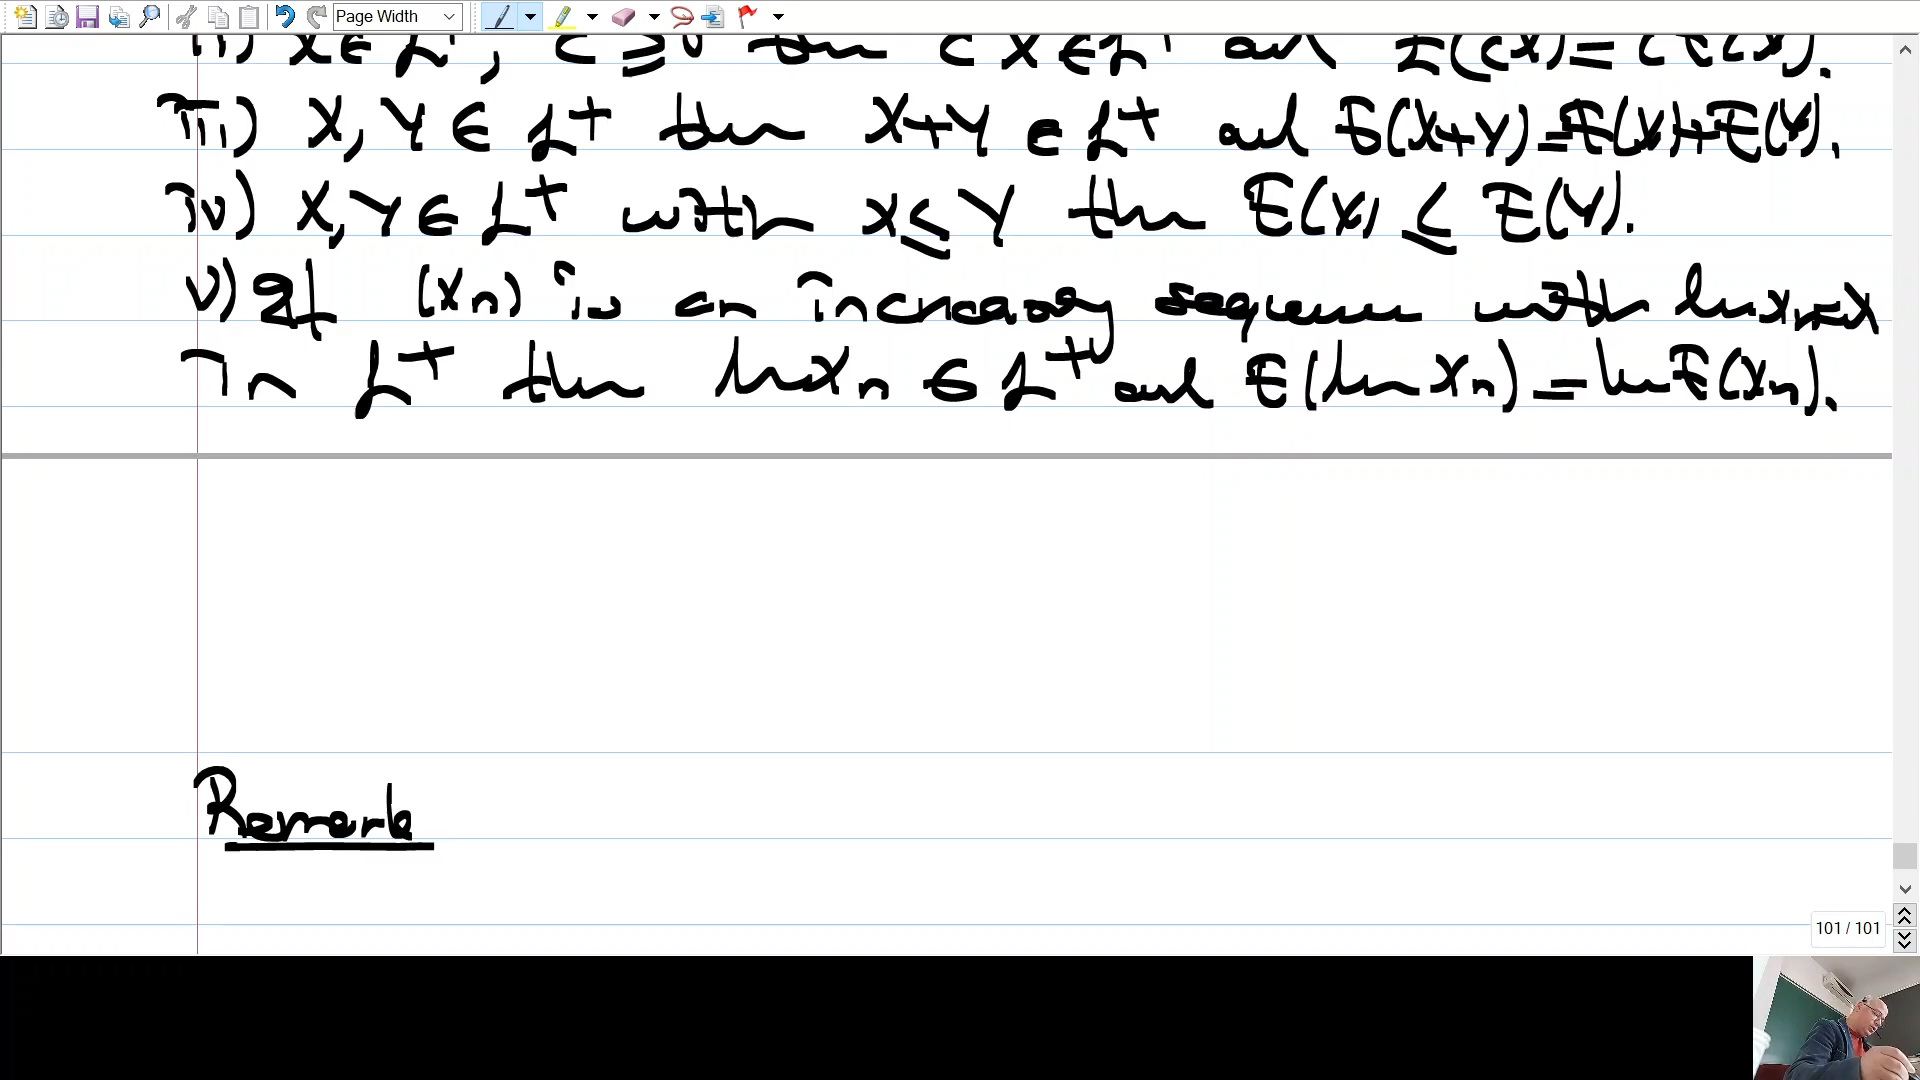 Page Width
ii) X ∈ L⁺, c ≥ 0 then cX ∈ L⁺ and E(cX) = cE(X).
iii) X, Y ∈ L⁺ then X+Y ∈ L⁺ and E(X+Y) = E(X)+E(Y).
iv) X, Y ∈ L⁺ with X ≤ Y then E(X) ≤ E(Y).
v) If (Xn) is an increasing sequence with lim Xn = X
in L⁺ then lim Xn ∈ L⁺ and E(lim Xn) = lim E(Xn).
Remark
101 / 101